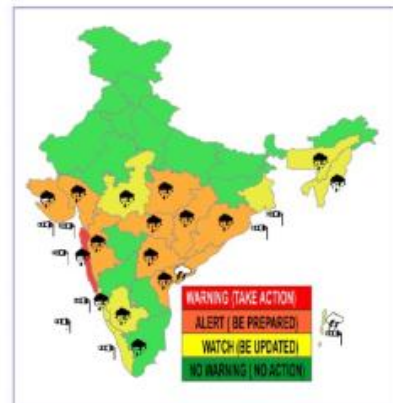 WARNING (TAKE ACTION)
ALERT ( BE PREPARED)
WATCH (BE UPDATED)
NO WARNING ( NO ACTION)